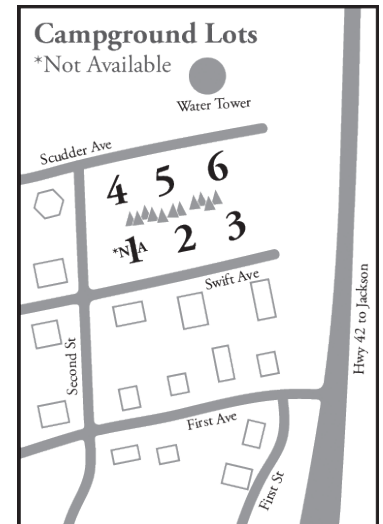 Campground Lots
*Not Available
Water Tower
Scudder Ave
4 5 6
*NA
1 2 3
Swift Ave
Second St
Hwy 42 to Jackson
First Ave
First St